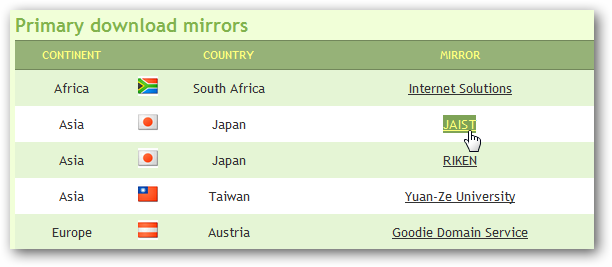 Primary download mirrors
CONTINENT COUNTRY MIRROR
Africa South Africa Internet Solutions
Asia Japan JAIST
Asia Japan RIKEN
Asia Taiwan Yuan-Ze University
Europe Austria Goodie Domain Service